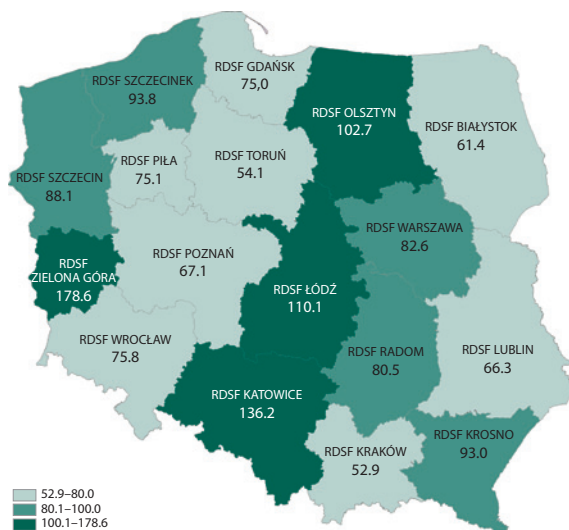 RDSF GDAŃSK
75,0
RDSF SZCZECINEK
93.8
RDSF OLSZTYN
102.7
RDSF BIAŁYSTOK
61.4
RDSF TORUŃ
54.1
RDSF PIŁA
75.1
RDSF SZCZECIN
88.1
RDSF WARSZAWA
82.6
RDSF POZNAŃ
67.1
RDSF
ZIELONA GÓRA
178.6
RDSF ŁÓDŹ
110.1
RDSF WROCŁAW
75.8
RDSF RADOM
80.5
RDSF LUBLIN
66.3
RDSF KATOWICE
136.2
RDSF KROSNO
93.0
RDSF KRAKÓW
52.9
52.9–80.0
80.1–100.0
100.1–178.6